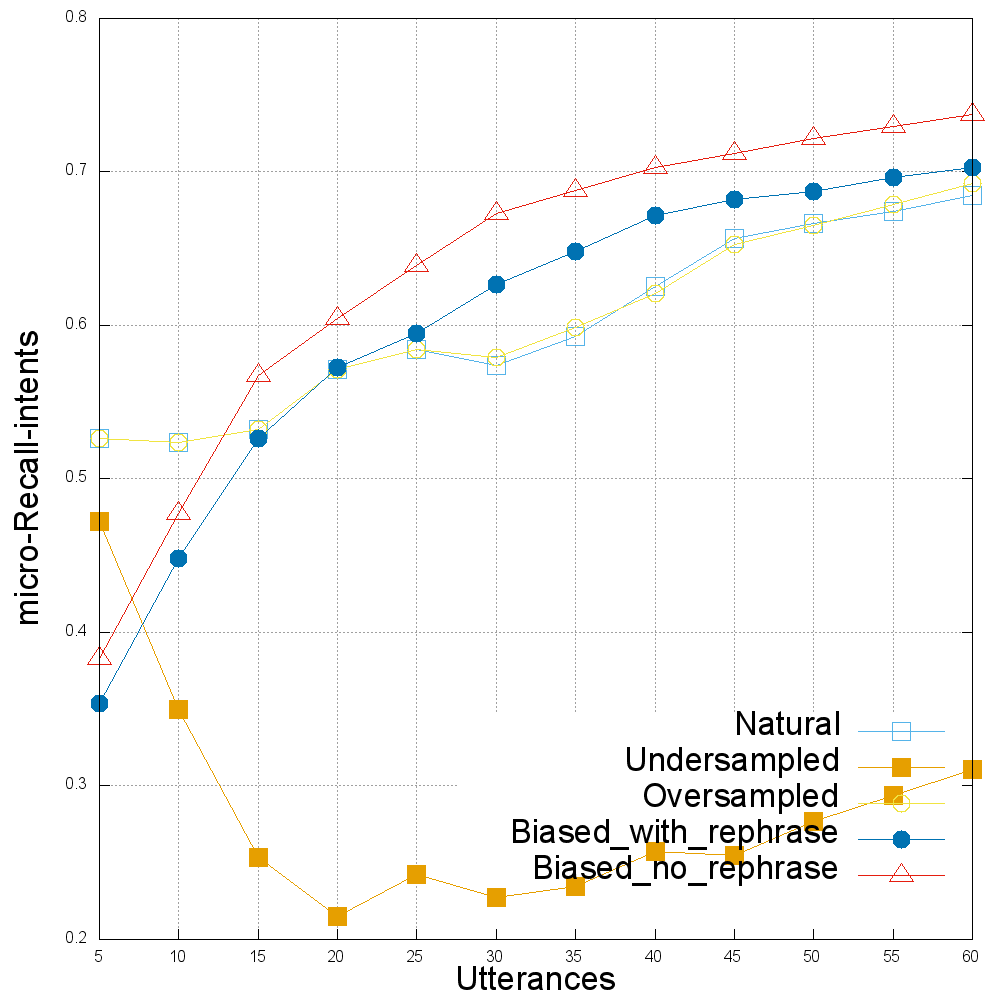 0.8
0.7
0.6
0.5
0.4
0.3
0.2
micro-Recall-intents
Natural
Undersampled
Oversampled
Biased_with_rephrase
Biased_no_rephrase
5 10 15 20 25 30 35 40 45 50 55 60
Utterances